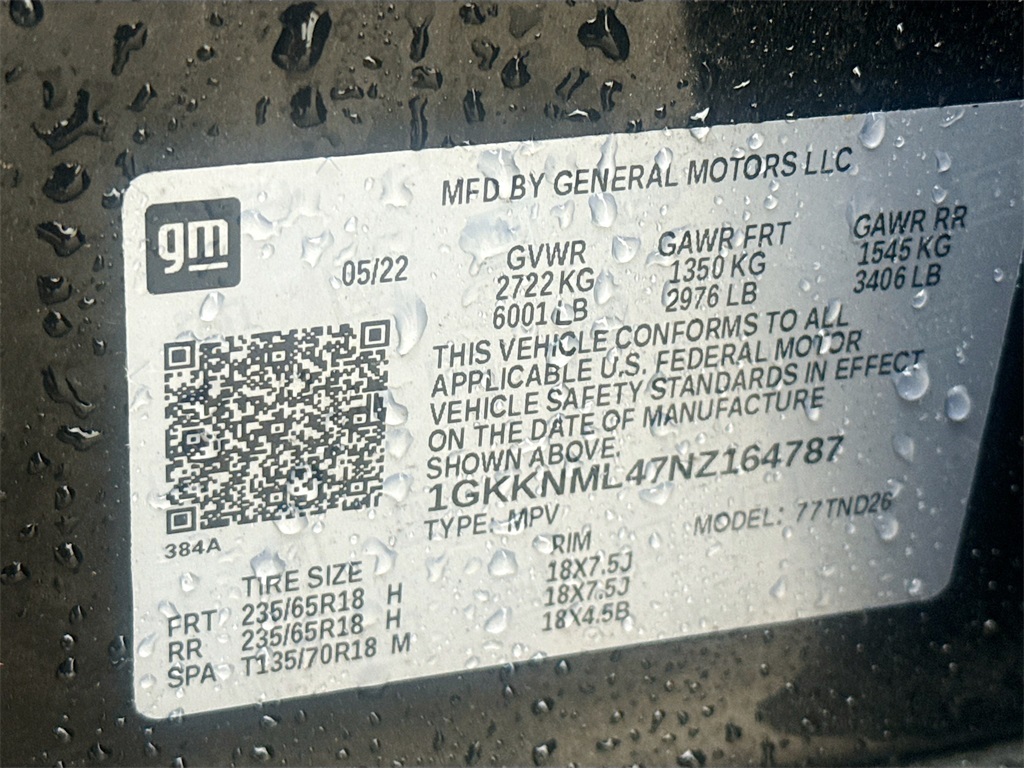 gm
MFD BY GENERAL MOTORS LLC
05/22
GVWR GAWR FRT GAWR RR
2722 KG 1350 KG 1545 KG
6001 LB 2976 LB 3406 LB
THIS VEHICLE CONFORMS TO ALL
APPLICABLE U.S. FEDERAL MOTOR
VEHICLE SAFETY STANDARDS IN EFFECT
ON THE DATE OF MANUFACTURE
SHOWN ABOVE.
1GKKNML47NZ164787
TYPE: MPV MODEL: 77TND26
384A
TIRE SIZE RIM
FRT 235/65R18 H 18X7.5J
RR 235/65R18 H 18X7.5J
SPA T135/70R18 M 18X4.5B